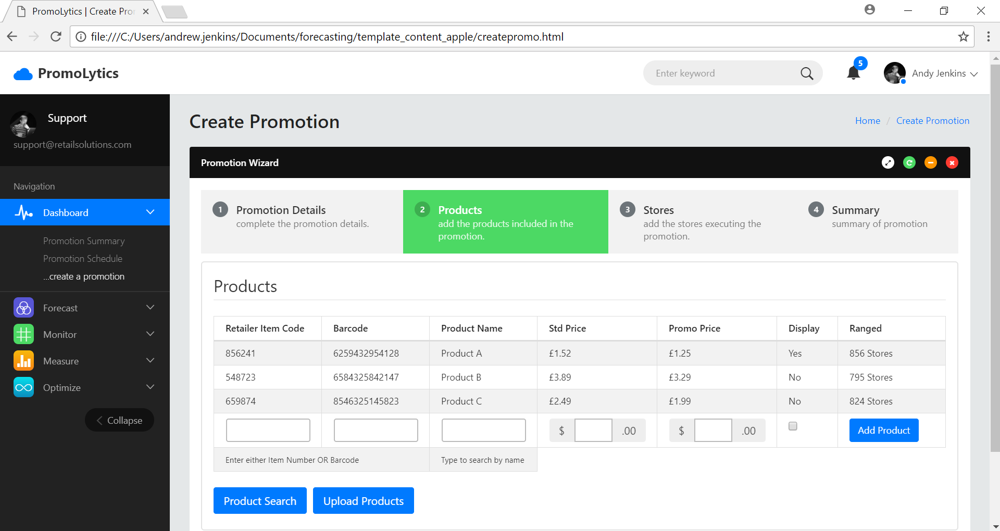 PromoLytics | Create Pro
file:///C:/Users/andrew.jenkins/Documents/forecasting/template_content_apple/createpromo.html
PromoLytics
Enter keyword
5
Andy Jenkins
Support
support@retailsolutions.com
Navigation
Dashboard
Promotion Summary
Promotion Schedule
...create a promotion
Forecast
Monitor
Measure
Optimize
Collapse
Create Promotion
Home / Create Promotion
Promotion Wizard
1 Promotion Details
complete the promotion details.
2 Products
add the products included in the
promotion.
3 Stores
add the stores executing the
promotion.
4 Summary
summary of promotion
Products
Retailer Item Code Barcode Product Name Std Price Promo Price Display Ranged
856241 6259432954128 Product A £1.52 £1.25 Yes 856 Stores
548723 6584325842147 Product B £3.89 £3.29 No 795 Stores
659874 8546325145823 Product C £2.49 £1.99 No 824 Stores
$ .00 $ .00 Add Product
Enter either Item Number OR Barcode Type to search by name
Product Search Upload Products